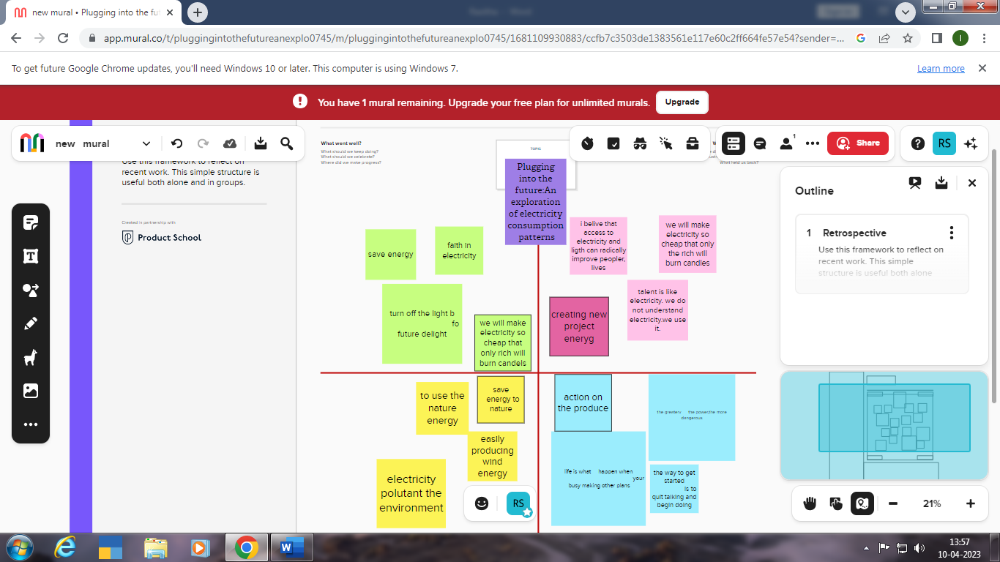 new mural • Plugging into the fu
app.mural.co/t/pluggingintothefutureanexplo0745/m/pluggingintothefutureanexplo0745/1681109930883/ccfb7c3503de1383561e117e60c2ff664fe57e54?sender=...
I
To get future Google Chrome updates, you'll need Windows 10 or later. This computer is using Windows 7.
Learn more
You have 1 mural remaining. Upgrade your free plan for unlimited murals.
Upgrade
new mural
1
Share
RS
Use this framework to reflect on
recent work. This simple structure is
useful both alone and in groups.
Created in partnership with
Product School
What went well?
What should we keep doing?
What should we celebrate?
Where did we make progress?
TOPIC
What held us back?
Plugging
into the
future:An
exploration
of electricity
consumption
patterns
save energy
faith in
electricity
turn off the light b
fo
future delight
we will make
electricity so
cheap that
only rich will
burn candels
i belive that
access to
electricity and
ligth can radically
improve peopler,
lives
we will make
electricity so
cheap that only
the rich will
burn candles
creating new
project
eneryg
talent is like
electricity. we do
not understand
electricity.we use
it.
to use the
nature
energy
save
energy to
nature
easily
producing
wind
energy
electricity
polutant the
environment
action on
the produce
the greaterv the power,the more
dangerous
life is what happen when
your
busy making other plans
the way to get
started
is to
quit talking and
begin doing
Outline
1 Retrospective
Use this framework to reflect on
recent work. This simple
structure is useful both alone
RS
21%
13:57
10-04-2023